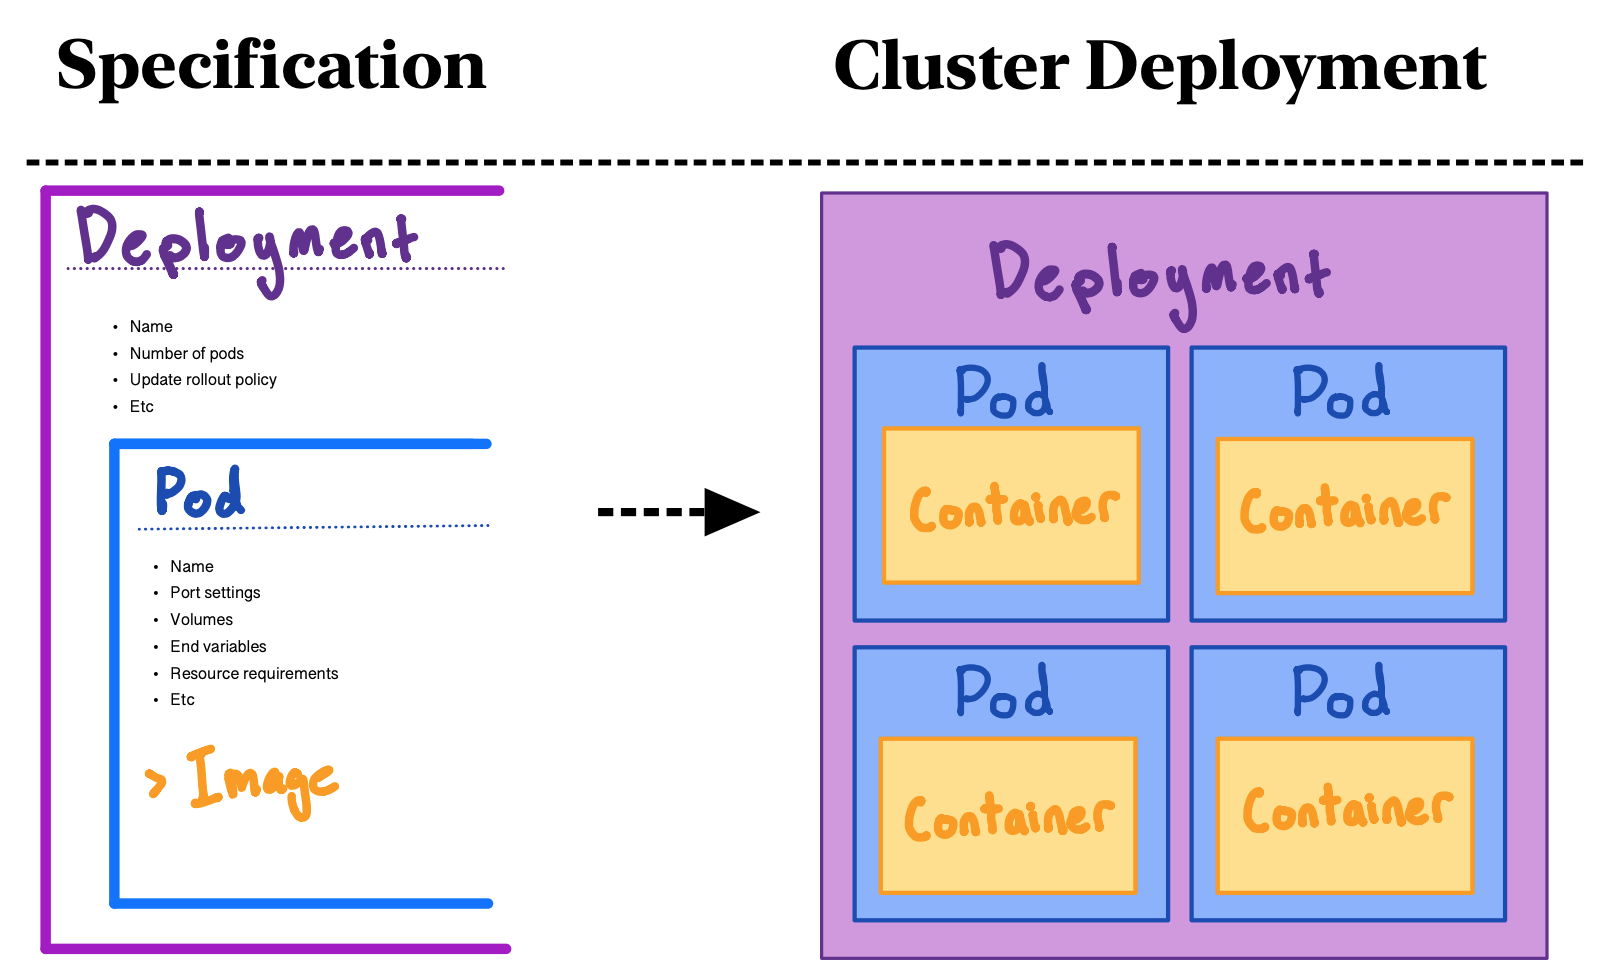 Specification
Cluster Deployment
Deployment
• Name
• Number of pods
• Update rollout policy
• Etc
Pod
• Name
• Port settings
• Volumes
• End variables
• Resource requirements
• Etc
> Image
Deployment
Pod
Pod
Container
Container
Pod
Pod
Container
Container